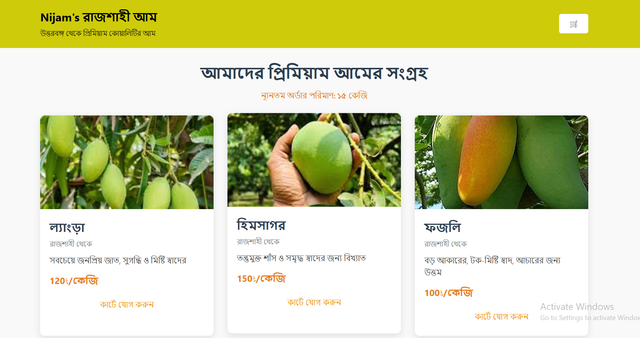 Nijam's রাজশাহী আম
উত্তরবঙ্গ থেকে প্রিমিয়াম কোয়ালিটির আম
আমাদের প্রিমিয়াম আমের সংগ্রহ
ন্যূনতম অর্ডার পরিমাণ: ১৫ কেজি
ল্যাংড়া
রাজশাহী থেকে
সবচেয়ে জনপ্রিয় জাত, সুগন্ধি ও মিষ্টি স্বাদের
120৳/কেজি
কার্টে যোগ করুন
হিমসাগর
রাজশাহী থেকে
তন্তুমুক্ত শাঁস ও সমৃদ্ধ স্বাদের জন্য বিখ্যাত
150৳/কেজি
কার্টে যোগ করুন
ফজলি
রাজশাহী থেকে
বড় আকারের, টক-মিষ্টি স্বাদ, আচারের জন্য
উত্তম
100৳/কেজি
কার্টে যোগ করুন
Activate Windows
Go to Settings to activate Window